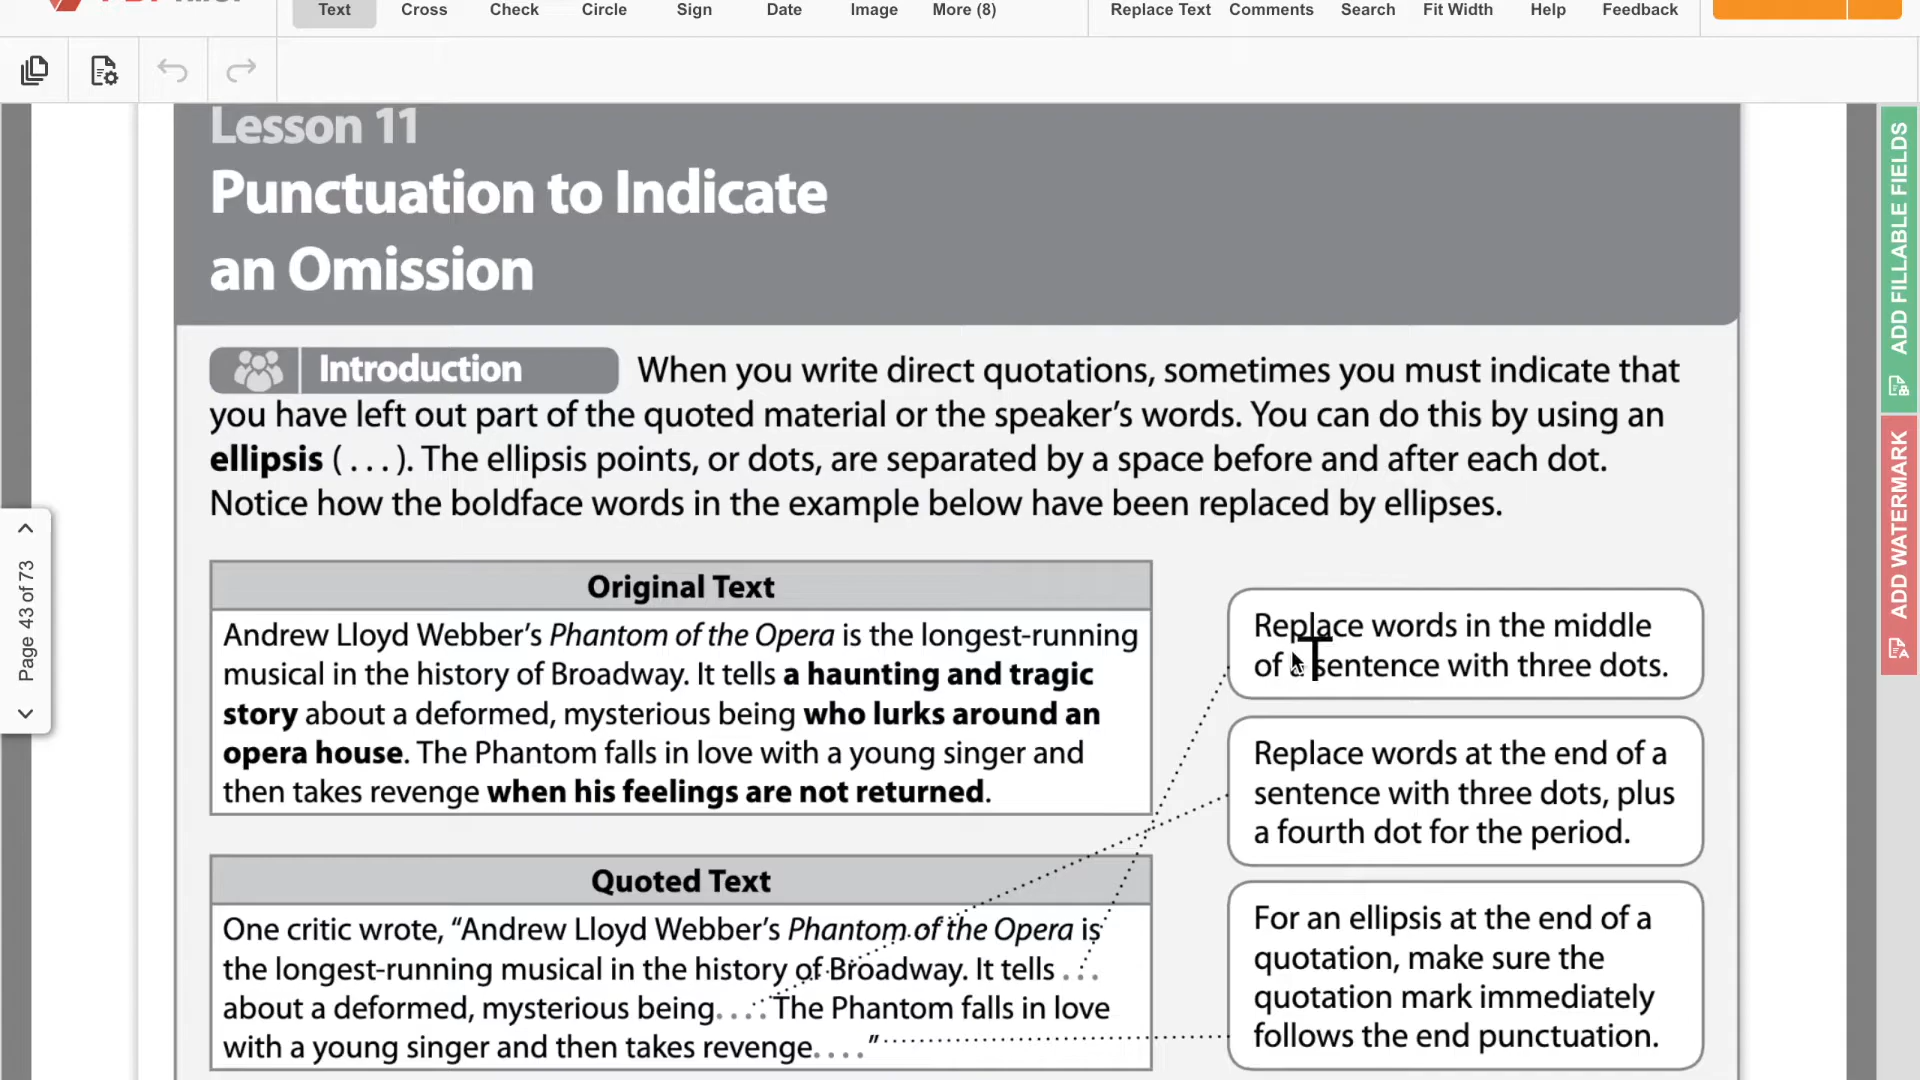 Text Cross Check Circle Sign Date Image More (8) Replace Text Comments Search Fit Width Help Feedback
Lesson 11
Punctuation to Indicate
an Omission
Introduction When you write direct quotations, sometimes you must indicate that
you have left out part of the quoted material or the speaker's words. You can do this by using an
ellipsis ( . . . ). The ellipsis points, or dots, are separated by a space before and after each dot.
Notice how the boldface words in the example below have been replaced by ellipses.
Original Text
Andrew Lloyd Webber's Phantom of the Opera is the longest-running
musical in the history of Broadway. It tells a haunting and tragic
story about a deformed, mysterious being who lurks around an
opera house. The Phantom falls in love with a young singer and
then takes revenge when his feelings are not returned.
Quoted Text
One critic wrote, “Andrew Lloyd Webber's Phantom of the Opera is
the longest-running musical in the history of Broadway. It tells . . .
about a deformed, mysterious being. . . . The Phantom falls in love
with a young singer and then takes revenge. . . . ”
Replace words in the middle
of a sentence with three dots.
Replace words at the end of a
sentence with three dots, plus
a fourth dot for the period.
For an ellipsis at the end of a
quotation, make sure the
quotation mark immediately
follows the end punctuation.
Page 43 of 73
ADD FILLABLE FIELDS
ADD WATERMARK